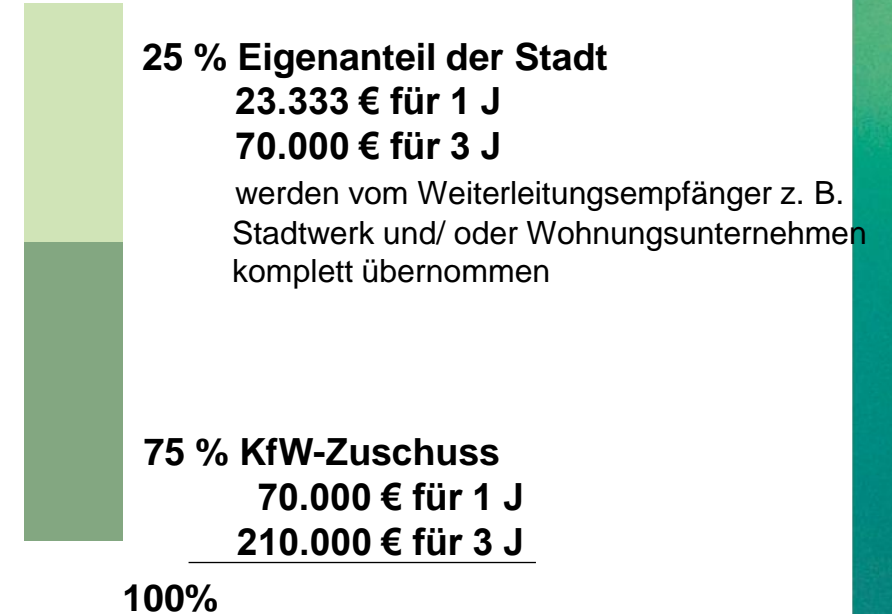 25 % Eigenanteil der Stadt
23.333 € für 1 J
70.000 € für 3 J
werden vom Weiterleitungsempfänger z. B.
Stadtwerk und/ oder Wohnungsunternehmen
komplett übernommen
75 % KfW-Zuschuss
70.000 € für 1 J
210.000 € für 3 J
100%